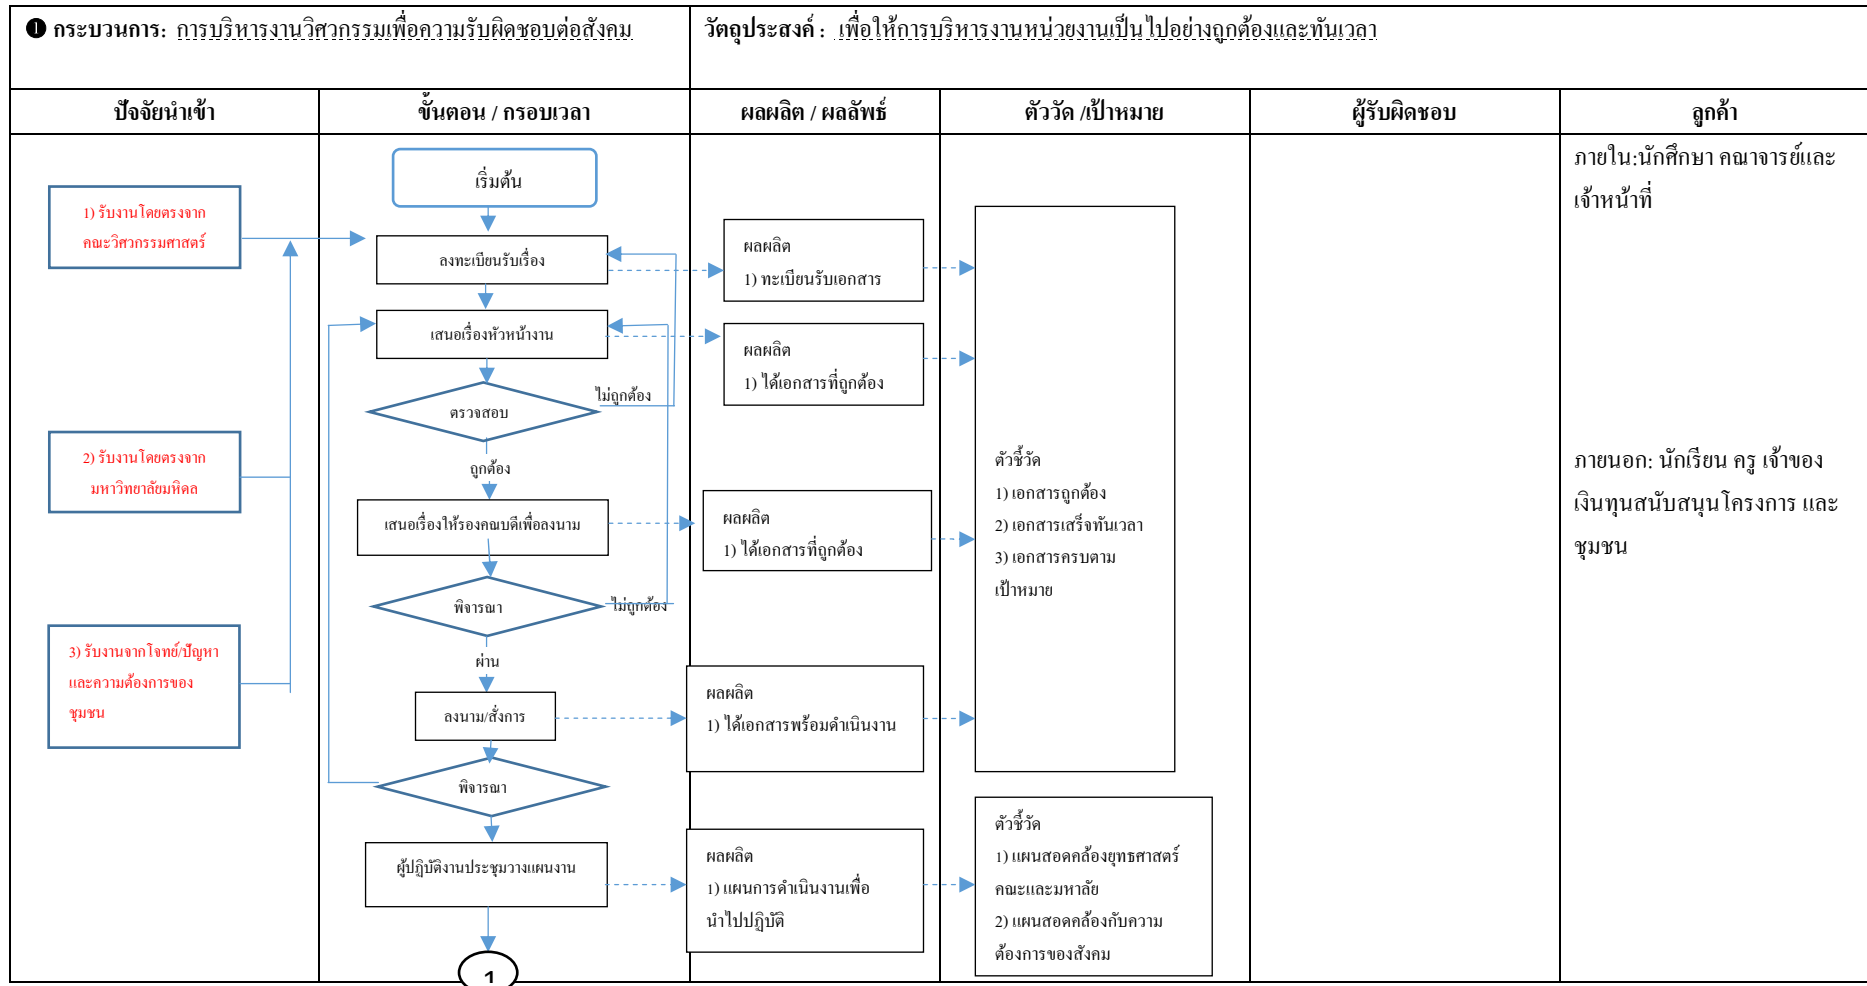 ❶ กระบวนการ: การบริหารงานวิศวกรรมเพื่อความรับผิดชอบต่อสังคม
วัตถุประสงค์ : เพื่อให้การบริหารงานหน่วยงานเป็นไปอย่างถูกต้องและทันเวลา
ปัจจัยนำเข้า
ขั้นตอน / กรอบเวลา
ผลผลิต / ผลลัพธ์
ตัววัด /เป้าหมาย
ผู้รับผิดชอบ
ลูกค้า
1) รับงานโดยตรงจาก
คณะวิศวกรรมศาสตร์
2) รับงานโดยตรงจาก
มหาวิทยาลัยมหิดล
3) รับงานจากโจทย์/ปัญหา
และความต้องการของ
ชุมชน
เริ่มต้น
ลงทะเบียนรับเรื่อง
เสนอเรื่องหัวหน้างาน
ตรวจสอบ
ไม่ถูกต้อง
ถูกต้อง
เสนอเรื่องให้รองคณบดีเพื่อลงนาม
พิจารณา
ไม่ถูกต้อง
ผ่าน
ลงนาม/สั่งการ
พิจารณา
ผู้ปฏิบัติงานประชุมวางแผนงาน
1
ผลผลิต
1) ทะเบียนรับเอกสาร
ผลผลิต
1) ได้เอกสารที่ถูกต้อง
ผลผลิต
1) ได้เอกสารที่ถูกต้อง
ผลผลิต
1) ได้เอกสารพร้อมดำเนินงาน
ผลผลิต
1) แผนการดำเนินงานเพื่อ
นำไปปฏิบัติ
ตัวชี้วัด
1) เอกสารถูกต้อง
2) เอกสารเสร็จทันเวลา
3) เอกสารครบตาม
เป้าหมาย
ตัวชี้วัด
1) แผนสอดคล้องยุทธศาสตร์
คณะและมหาลัย
2) แผนสอดคล้องกับความ
ต้องการของสังคม
ภายใน:นักศึกษา คณาจารย์และ
เจ้าหน้าที่
ภายนอก: นักเรียน ครู เจ้าของ
เงินทุนสนับสนุนโครงการ และ
ชุมชน